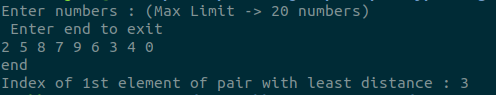 Enter numbers : (Max Limit -> 20 numbers)
Enter end to exit
2 5 8 7 9 6 3 4 0
end
Index of 1st element of pair with least distance : 3